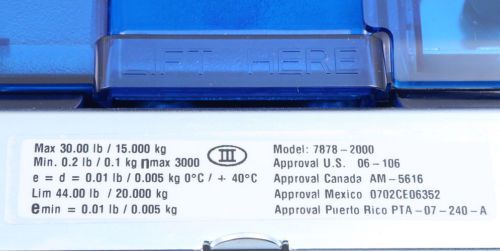 LIFT HERE
Max 30.00 lb / 15.000 kg
Min. 0.2 lb / 0.1 kg nmax 3000
e = d = 0.01 lb / 0.005 kg 0°C / + 40°C
Lim 44.00 lb / 20.000 kg
emin = 0.01 lb / 0.005 kg
III
Model: 7878-2000
Approval U.S. 06-106
Approval Canada AM-5616
Approval Mexico 0702CE06352
Approval Puerto Rico PTA-07-240-A